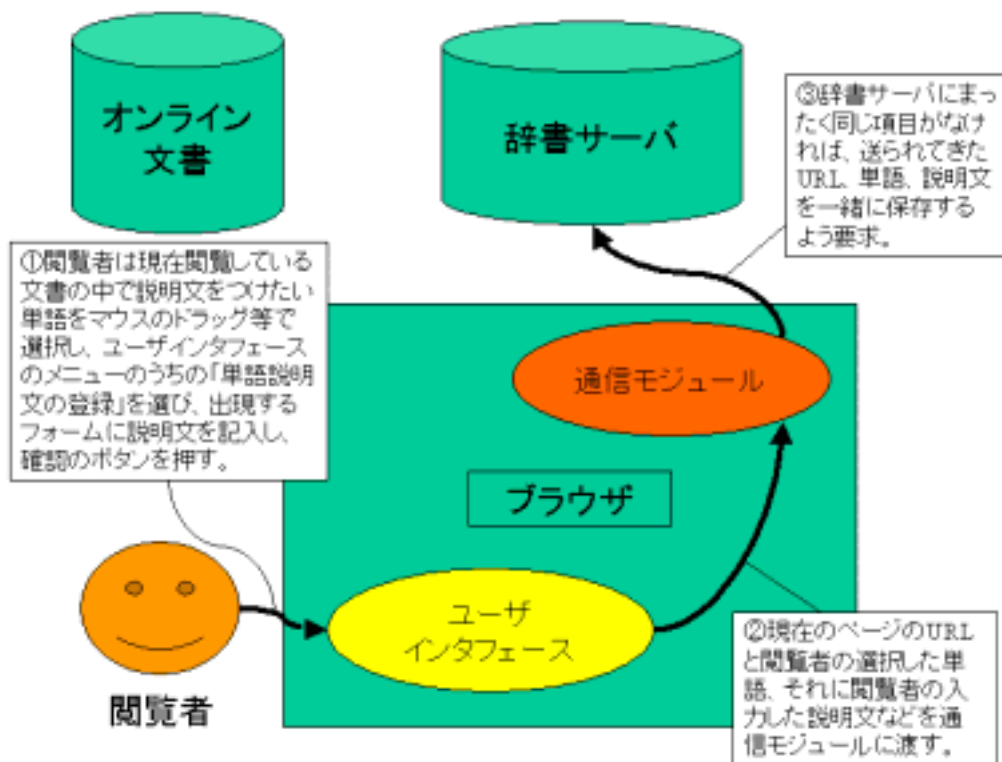 オンライン
文書
辞書サーバ
③辞書サーバにまっ
たく同じ項目がなけ
れば、送られてきた
URL、単語、説明文
を一緒に保存する
よう要求。
①閲覧者は現在閲覧している
文書の中で説明文をつけたい
単語をマウスのドラッグ等で
選択し、ユーザインタフェース
のメニューのうちの「単語説明
文の登録」を選び、出現する
フォームに説明文を記入し、
確認のボタンを押す。
通信モジュール
ブラウザ
ユーザ
インタフェース
閲覧者
②現在のページのURL
と閲覧者の選択した単
語、それに閲覧者の入
力した説明文などを通
信モジュールに渡す。